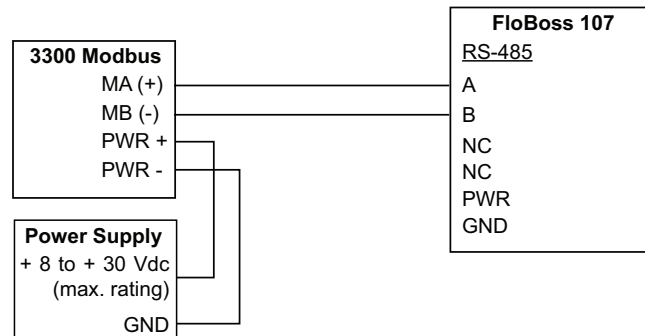 3300 Modbus
MA (+)
MB (-)
PWR +
PWR -
Power Supply
+ 8 to + 30 Vdc
(max. rating)
GND
FloBoss 107
RS-485
A
B
NC
NC
PWR
GND